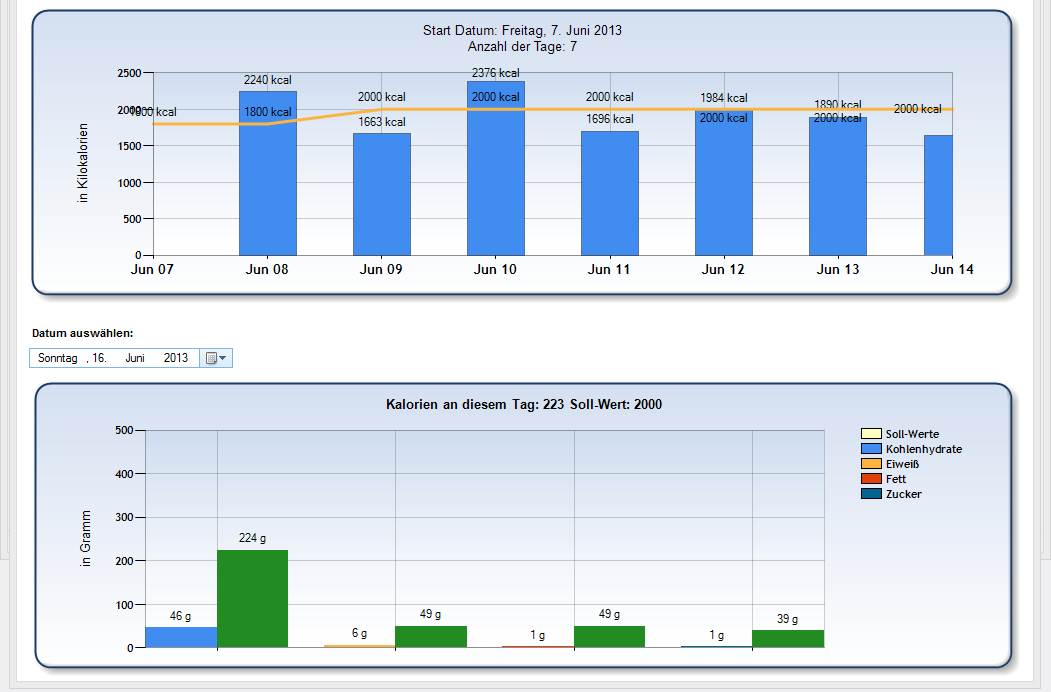 Start Datum: Freitag, 7. Juni 2013
Anzahl der Tage: 7
in Kilokalorien
2500
2000
1500
1000
500
0
2240 kcal
1800 kcal
2000 kcal
1663 kcal
2376 kcal
2000 kcal
2000 kcal
1696 kcal
1984 kcal
2000 kcal
1890 kcal
2000 kcal
2000 kcal
Jun 07 Jun 08 Jun 09 Jun 10 Jun 11 Jun 12 Jun 13 Jun 14
Datum auswählen:
Sonntag , 16. Juni 2013
Kalorien an diesem Tag: 223 Soll-Wert: 2000
in Gramm
500
400
300
200
100
0
46 g
224 g
6 g
49 g
1 g
49 g
1 g
39 g
Soll-Werte
Kohlenhydrate
Eiweiß
Fett
Zucker